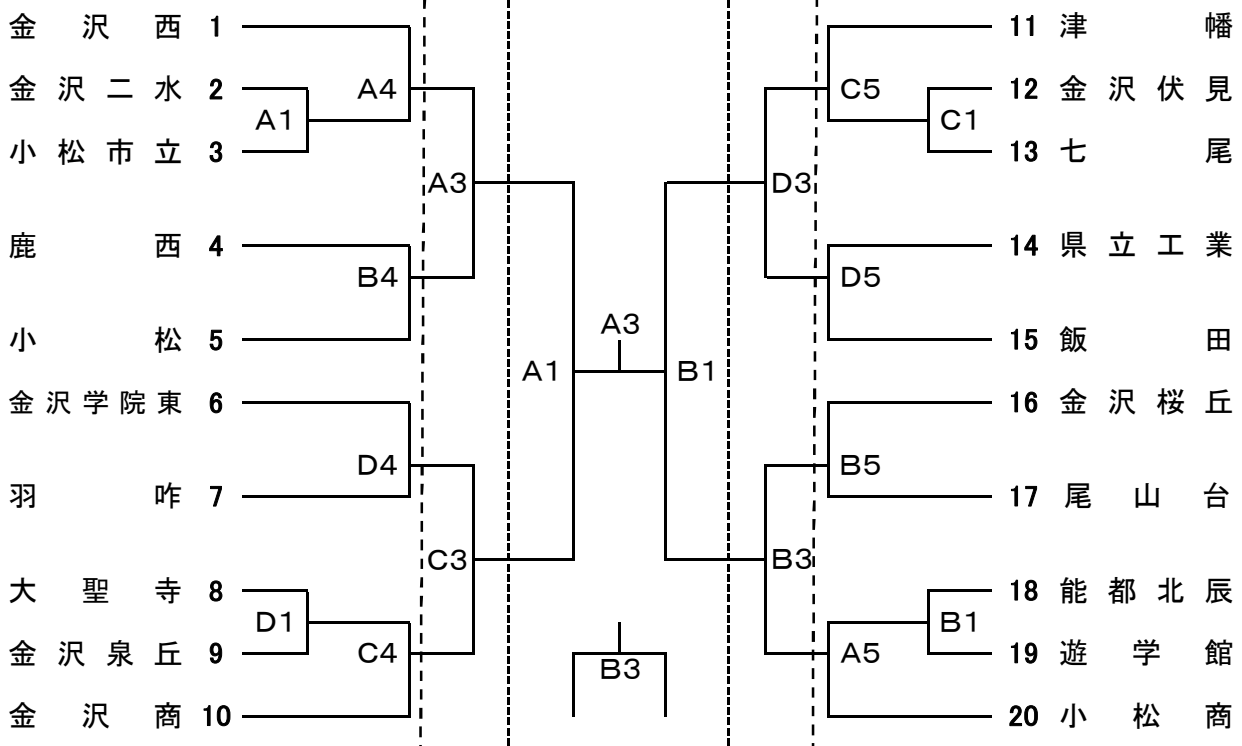 金沢西 1
金沢二水 2
小松市立 3
鹿西 4
小松 5
金沢学院東 6
羽咋 7
大聖寺 8
金沢泉丘 9
金沢商 10
A1
D1
A4
B4
D4
C4
A3
C3
A1
A3
B3
B1
D3
B3
C5
D5
B5
A5
C1
B1
11 津幡
12 金沢伏見
13 七尾
14 県立工業
15 飯田
16 金沢桜丘
17 尾山台
18 能都北辰
19 遊学館
20 小松商